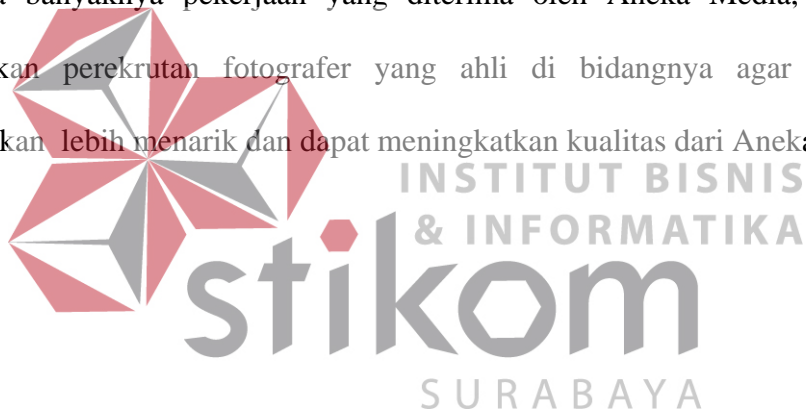 banyaknya pekerjaan yang diterima oleh Aneka Media,
kan perekrutan fotografer yang ahli di bidangnya agar
kan lebih menarik dan dapat meningkatkan kualitas dari Aneka
INSTITUT BISNIS
& INFORMATIKA
stikom
SURABAYA